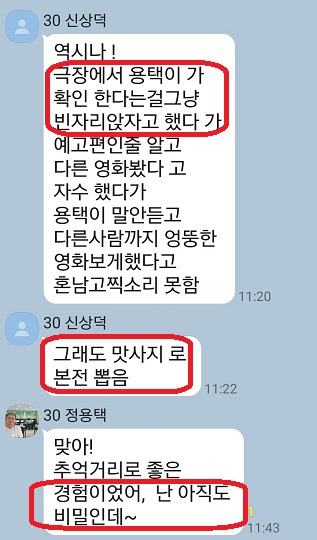 30 신상덕
역시나 !
극장에서 용택이 가
확인 한다는걸그냥
빈자리앉자고 했다 가
예고편인줄 알고
다른 영화봤다 고
자수 했다가
용택이 말안듣고
다른사람까지 엉뚱한
영화보게했다고
혼남고찍소리 못함
11:20
30 신상덕
그래도 맛사지 로
본전 뽑음
11:22
30 정용택
맞아!
추억거리로 좋은
경험이었어, 난 아직도
비밀인데~
1
11:43